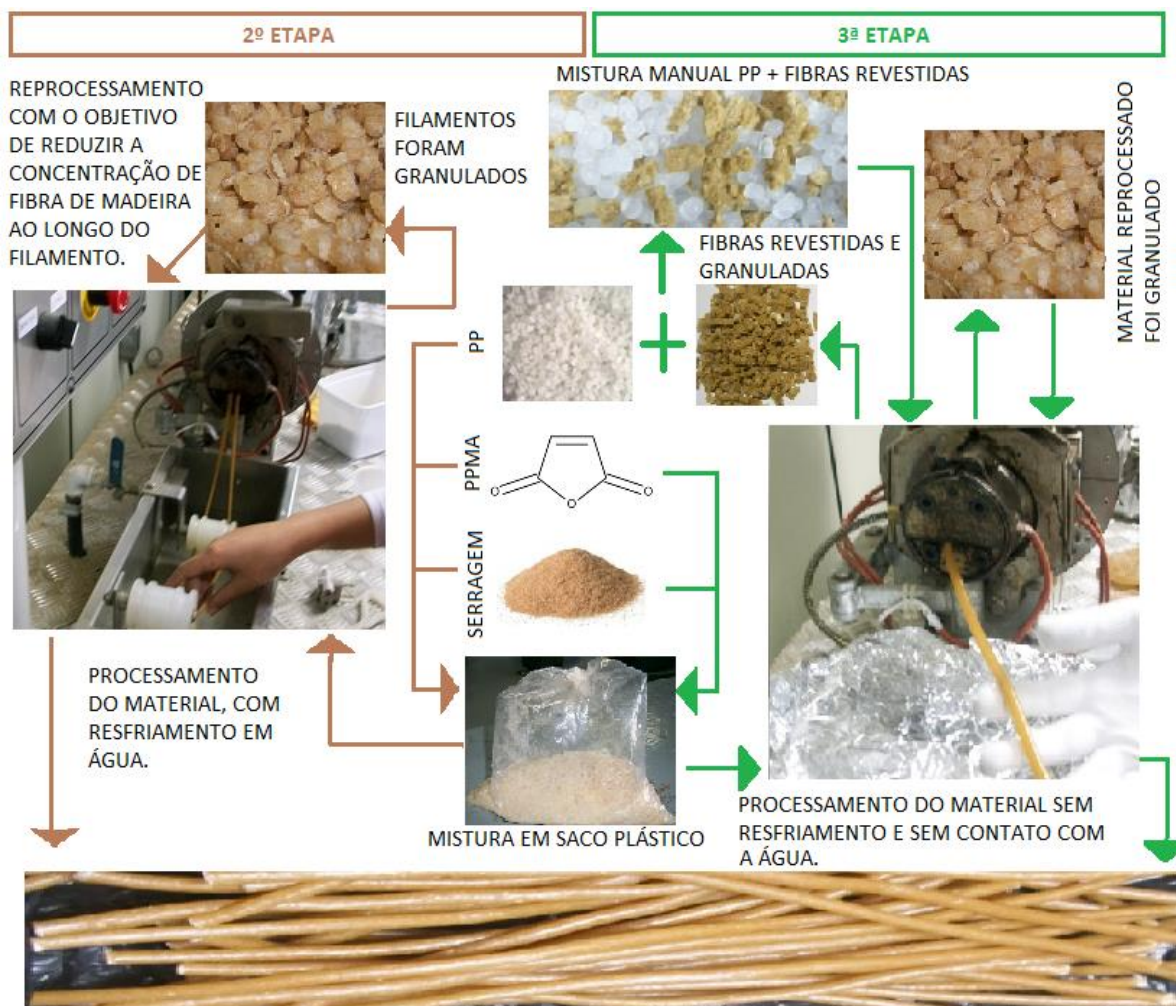 2º ETAPA
3ª ETAPA
REPROCESSAMENTO
COM O OBJETIVO
DE REDUZIR A
CONCENTRAÇÃO DE
FIBRA DE MADEIRA
AO LONGO DO
FILAMENTO.
FILAMENTOS
FORAM
GRANULADOS
MISTURA MANUAL PP + FIBRAS REVESTIDAS
FIBRAS REVESTIDAS E
GRANULADAS
MATERIAL REPROCESSADO
FOI GRANULADO
PP
PPMA
O
O
O
SERRAGEM
PROCESSAMENTO
DO MATERIAL, COM
RESFRIAMENTO EM
ÁGUA.
MISTURA EM SACO PLÁSTICO
PROCESSAMENTO DO MATERIAL SEM
RESFRIAMENTO E SEM CONTATO COM
A ÁGUA.